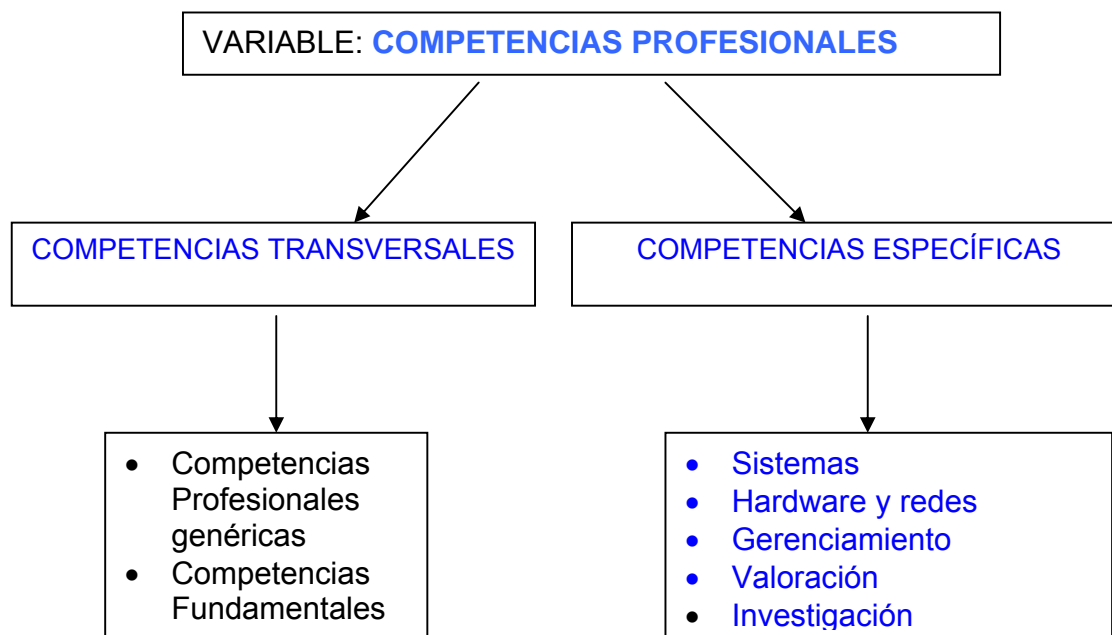 VARIABLE: COMPETENCIAS PROFESIONALES
COMPETENCIAS TRANSVERSALES
COMPETENCIAS ESPECÍFICAS
• Competencias
Profesionales
genéricas
• Competencias
Fundamentales
• Sistemas
• Hardware y redes
• Gerenciamiento
• Valoración
• Investigación